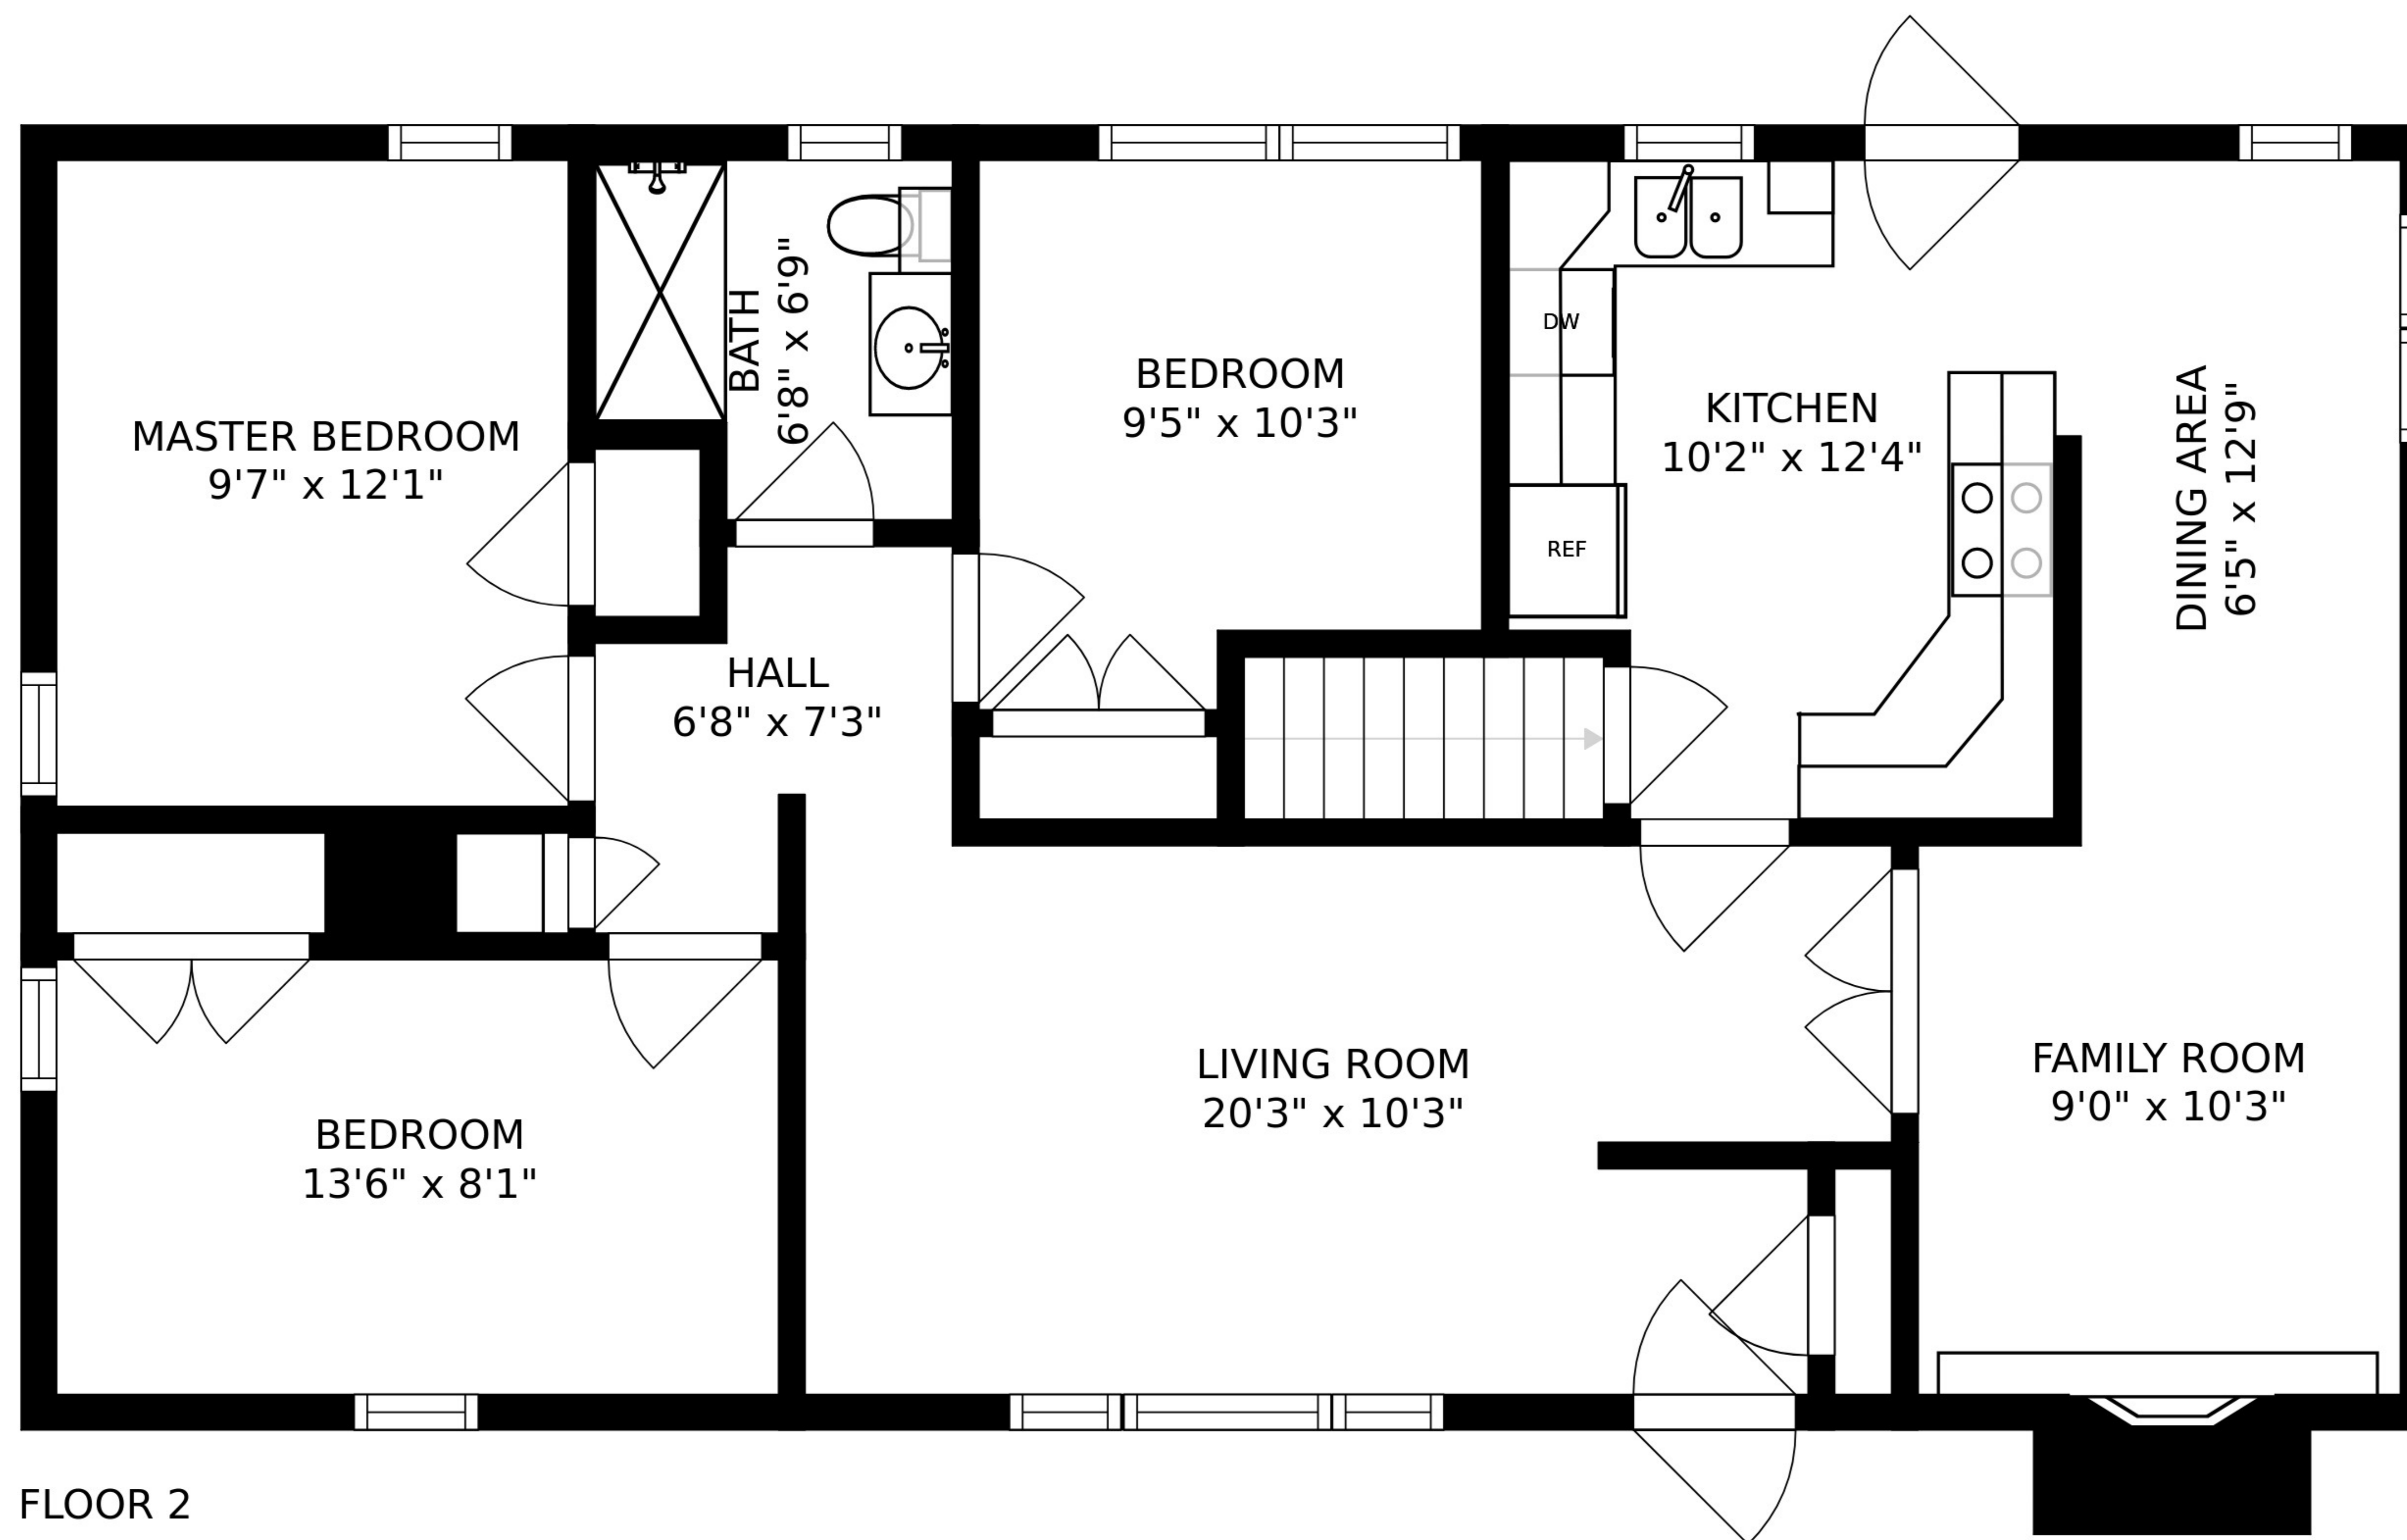 MASTER BEDROOM
9'7" x 12'1"
BATH
6'8" x 6'9"
BEDROOM
9'5" x 10'3"
DW
REF
KITCHEN
10'2" x 12'4"
DINING AREA
6'5" x 12'9"
HALL
6'8" x 7'3"
BEDROOM
13'6" x 8'1"
LIVING ROOM
20'3" x 10'3"
FAMILY ROOM
9'0" x 10'3"
FLOOR 2